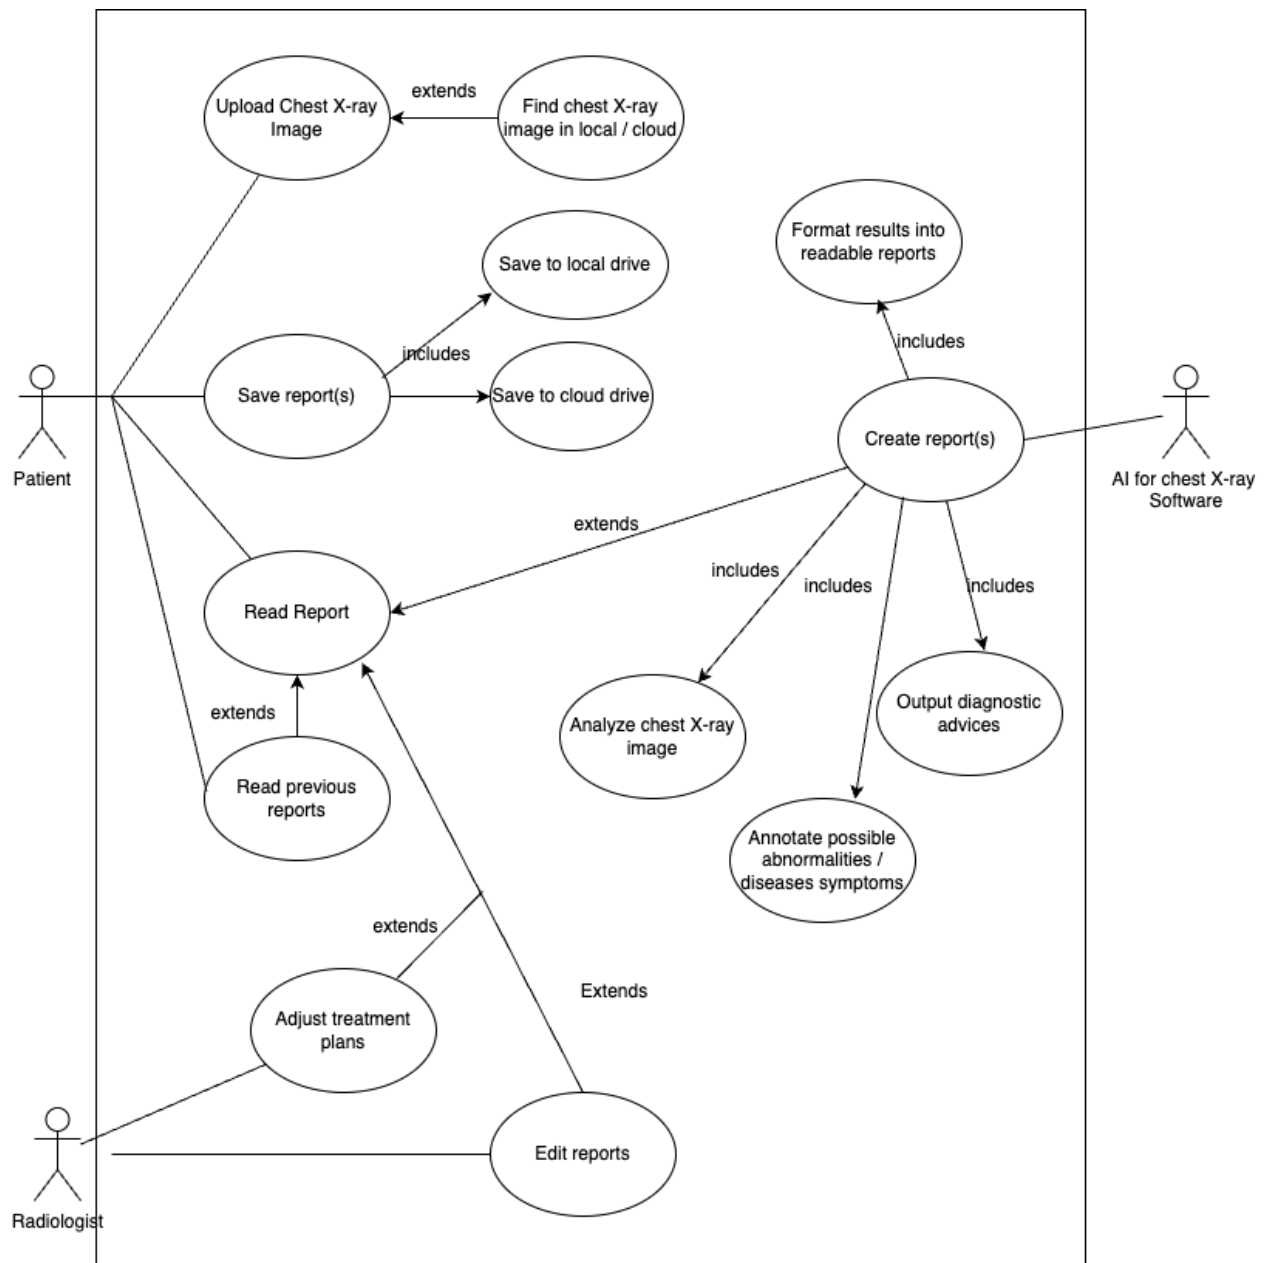 Upload Chest X-ray
Image
extends
Find chest X-ray
image in local / cloud
Format results into
readable reports
Save to local drive
includes
includes
Save report(s)
Save to cloud drive
Create report(s)
Patient
AI for chest X-ray
Software
extends
includes
includes
includes
Read Report
extends
Output diagnostic
advices
Analyze chest X-ray
image
Read previous
reports
Annotate possible
abnormalities /
diseases symptoms
extends
Extends
Adjust treatment
plans
Edit reports
Radiologist